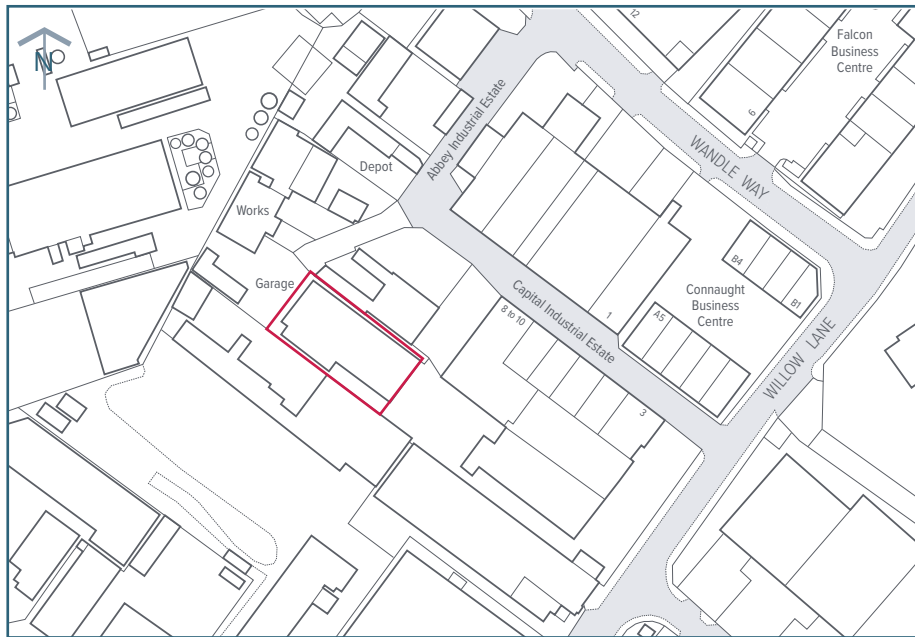 N
12
Falcon
Business
Centre
6
Abbey Industrial Estate
WANDLE WAY
Depot
Works
Garage
Capital Industrial Estate
8 to 10
1
3
B4
B1
A5
Connaught
Business
Centre
WILLOW LANE